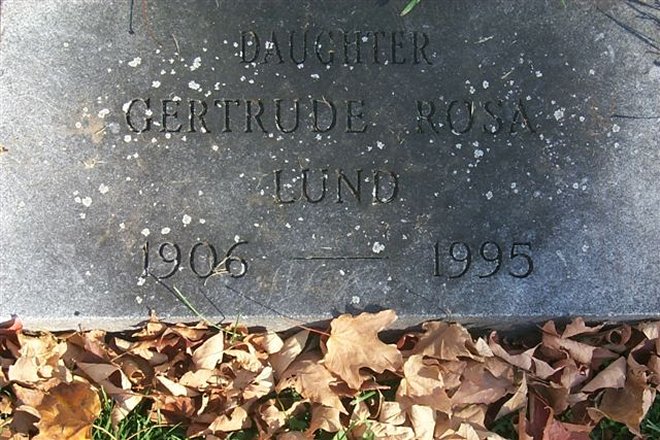 DAUGHTER
GERTRUDE ROSA
LUND
1906 — 1995